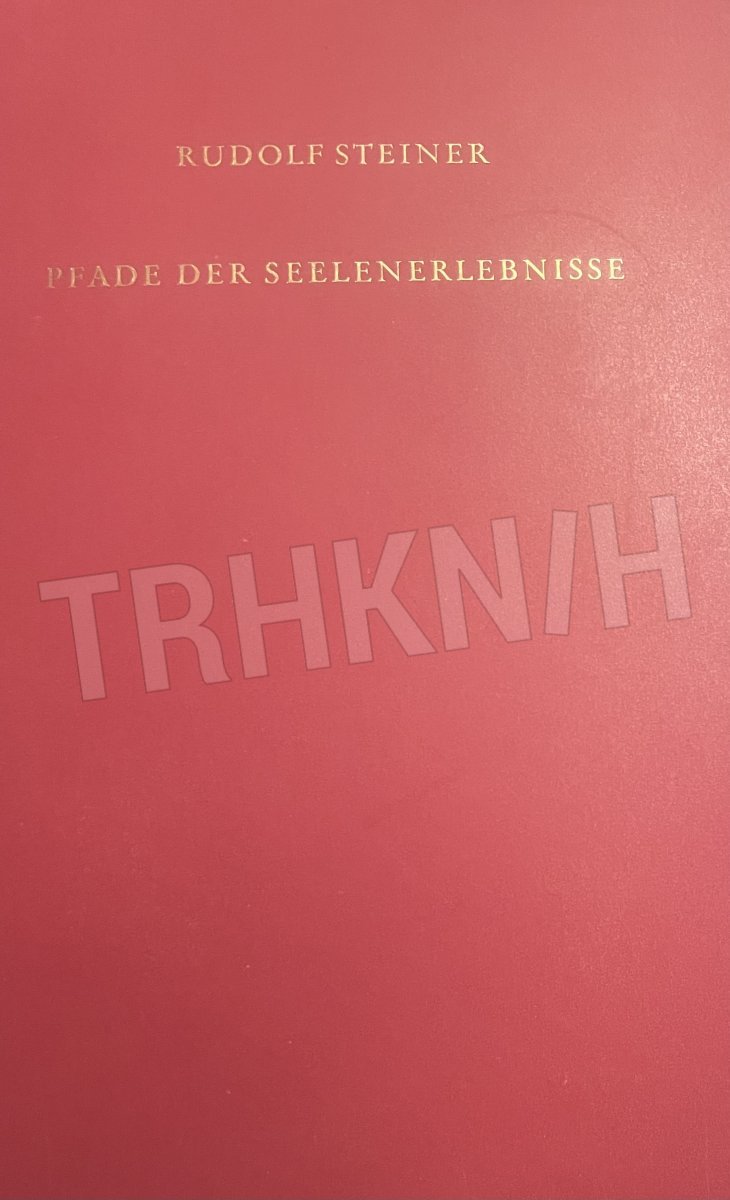 RUDOLF STEINER
PFADE DER SEELENERLEBNISSE
TRHKN/H